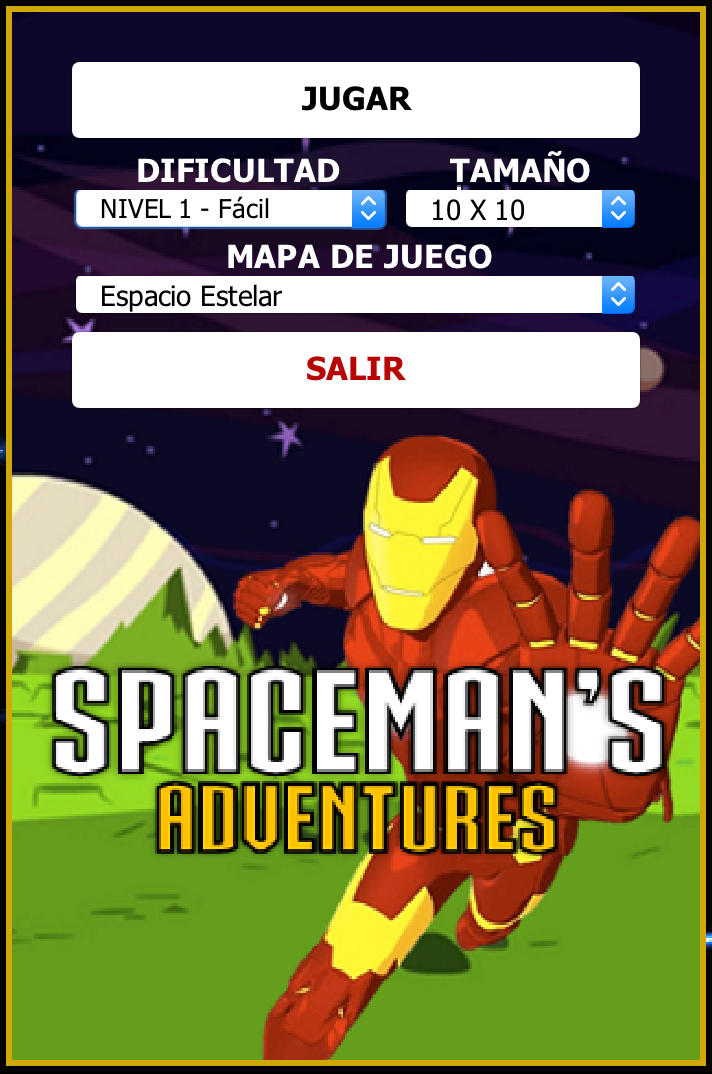 JUGAR
DIFICULTAD TAMAÑO
NIVEL 1 - Fácil 10 X 10
MAPA DE JUEGO
Espacio Estelar
SALIR
SPACEMAN'S
ADVENTURES